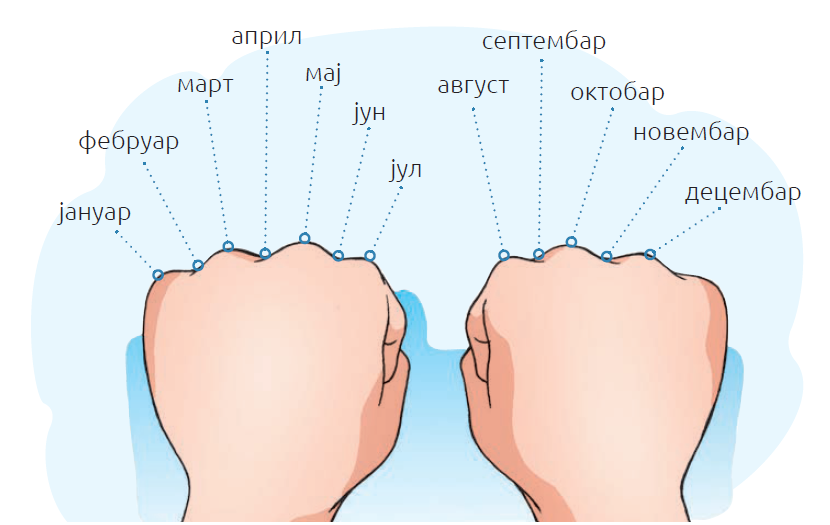 јануар
фебруар
март
април
мај
јун
јул
август
септембар
октобар
новембар
децембар